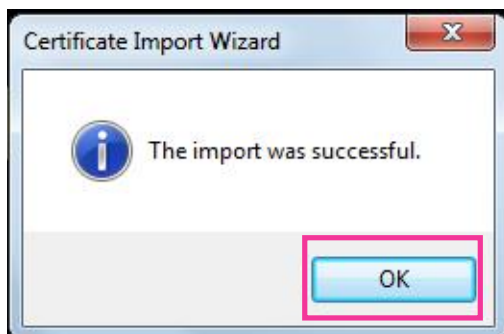 Certificate Import Wizard
The import was successful.
OK